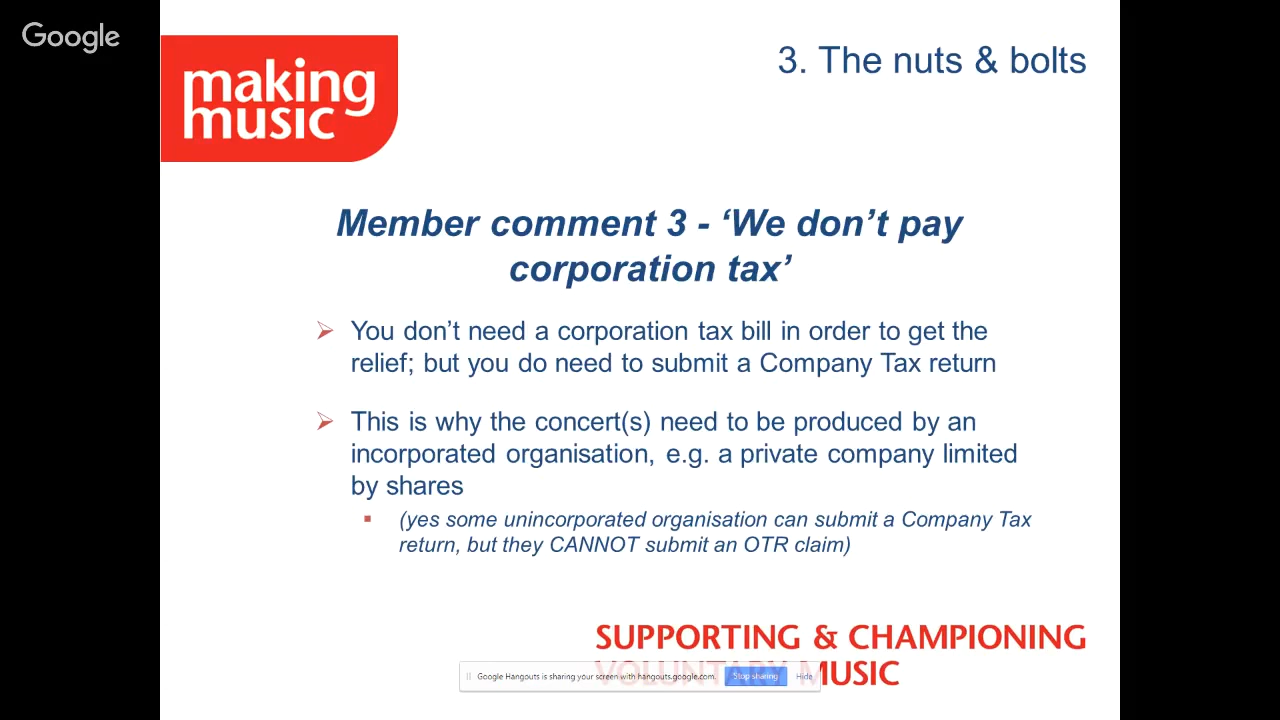 Google
making
music
3. The nuts & bolts
Member comment 3 - ‘We don’t pay
corporation tax’
You don’t need a corporation tax bill in order to get the
relief; but you do need to submit a Company Tax return
This is why the concert(s) need to be produced by an
incorporated organisation, e.g. a private company limited
by shares
(yes some unincorporated organisation can submit a Company Tax
return, but they CANNOT submit an OTR claim)
SUPPORTING & CHAMPIONING
VOLUNTARY MUSIC
Google Hangouts is sharing your screen with hangouts.google.com.
Stop sharing
Hide